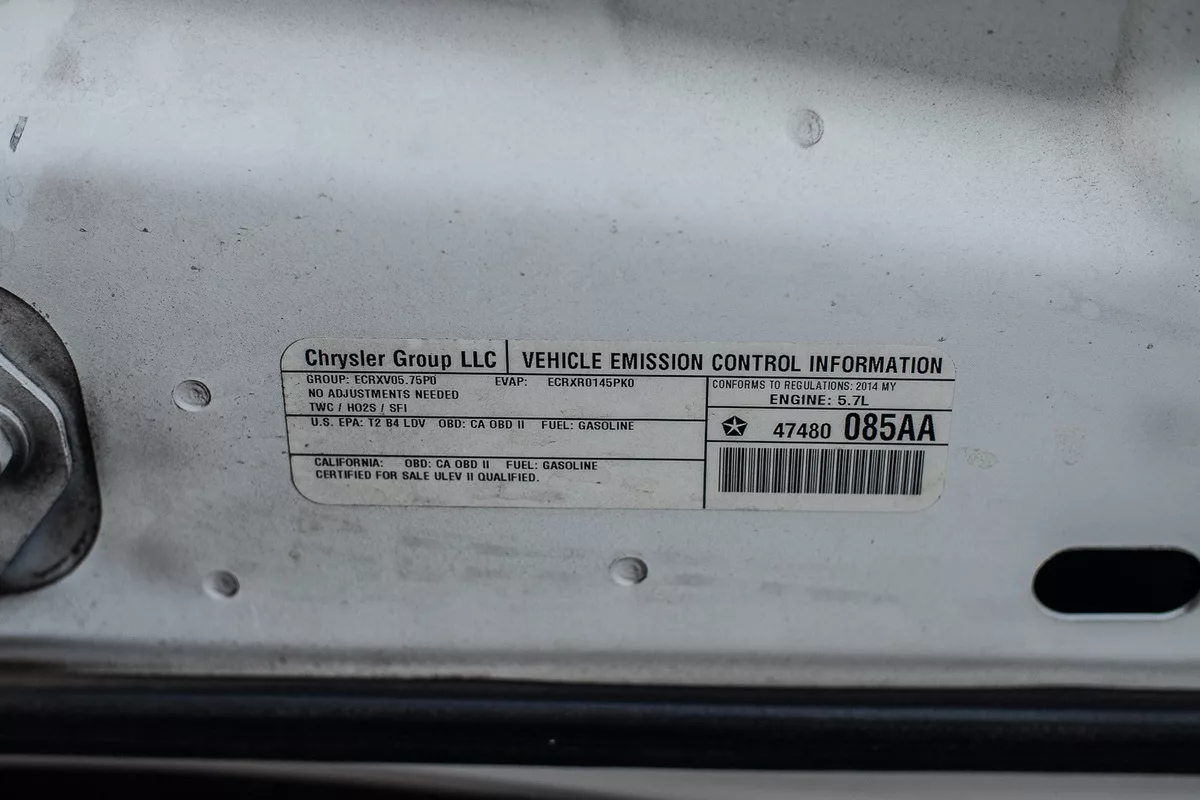 Chrysler Group LLC
VEHICLE EMISSION CONTROL INFORMATION
GROUP: ECRXV05.75P0 EVAP: ECRXR0145PK0
NO ADJUSTMENTS NEEDED
TWC / HO2S / SFI
U.S. EPA: T2 B4 LDV OBD: CA OBD II FUEL: GASOLINE
CALIFORNIA: OBD: CA OBD II FUEL: GASOLINE
CERTIFIED FOR SALE ULEV II QUALIFIED.
CONFORMS TO REGULATIONS: 2014 MY
ENGINE: 5.7L
47480 085AA